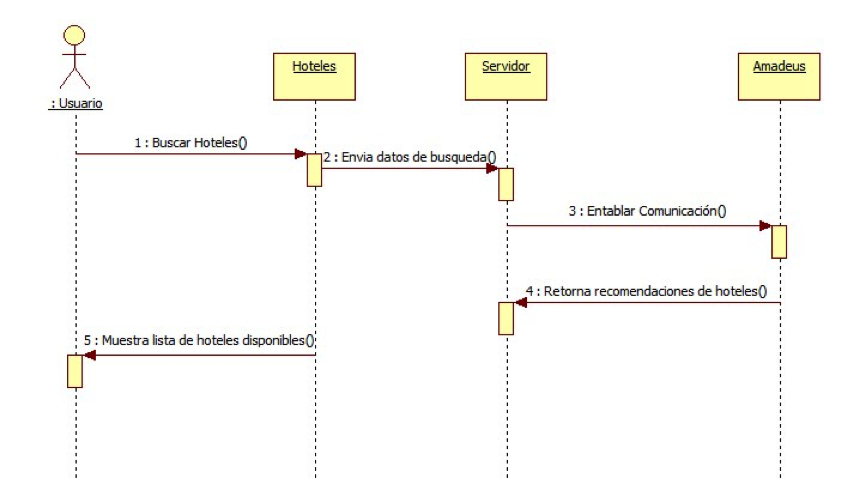 Hoteles
Servidor
Amadeus
: Usuario
1 : Buscar Hoteles()
2 : Envia datos de busqueda()
3 : Entablar Comunicación()
4 : Retorna recomendaciones de hoteles()
5 : Muestra lista de hoteles disponibles()